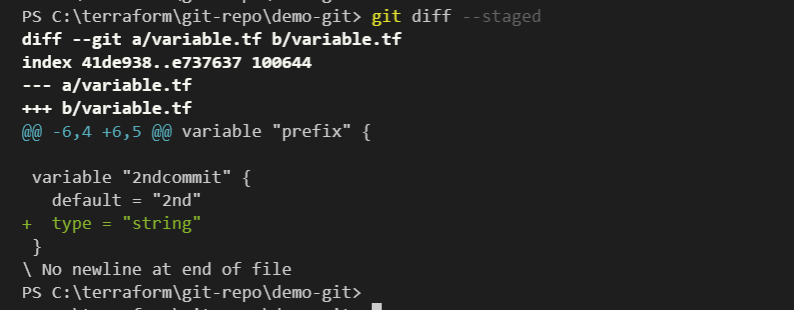 PS C:\terraform\git-repo\demo-git> git diff --staged
diff --git a/variable.tf b/variable.tf
index 41de938..e737637 100644
--- a/variable.tf
+++ b/variable.tf
@@ -6,4 +6,5 @@ variable "prefix" {

 variable "2ndcommit" {
   default = "2nd"
+  type = "string"
 }
\ No newline at end of file
PS C:\terraform\git-repo\demo-git>